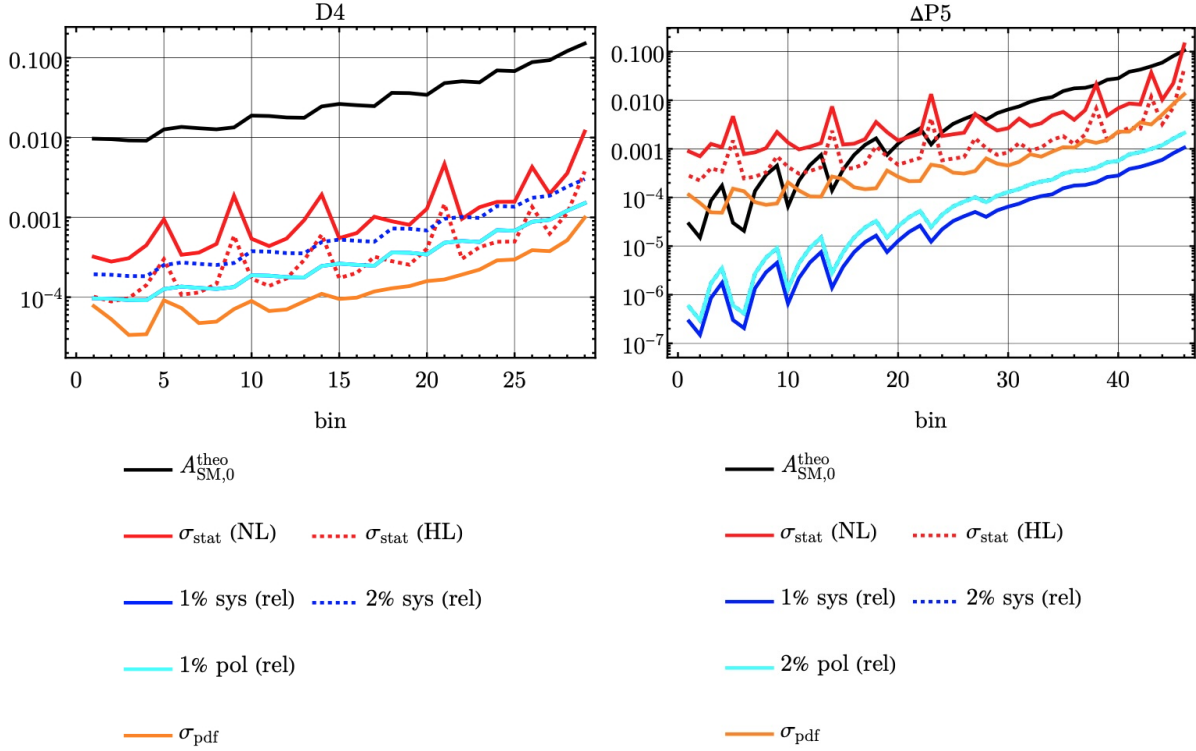 D4
0.100
0.010
0.001
10⁻⁴
0 5 10 15 20 25
bin
A^theo_SM,0
σ_stat (NL) σ_stat (HL)
1% sys (rel) 2% sys (rel)
1% pol (rel)
σ_pdf
ΔP5
0.100
0.010
0.001
10⁻⁴
10⁻⁵
10⁻⁶
10⁻⁷
0 10 20 30 40
bin
A^theo_SM,0
σ_stat (NL) σ_stat (HL)
1% sys (rel) 2% sys (rel)
2% pol (rel)
σ_pdf